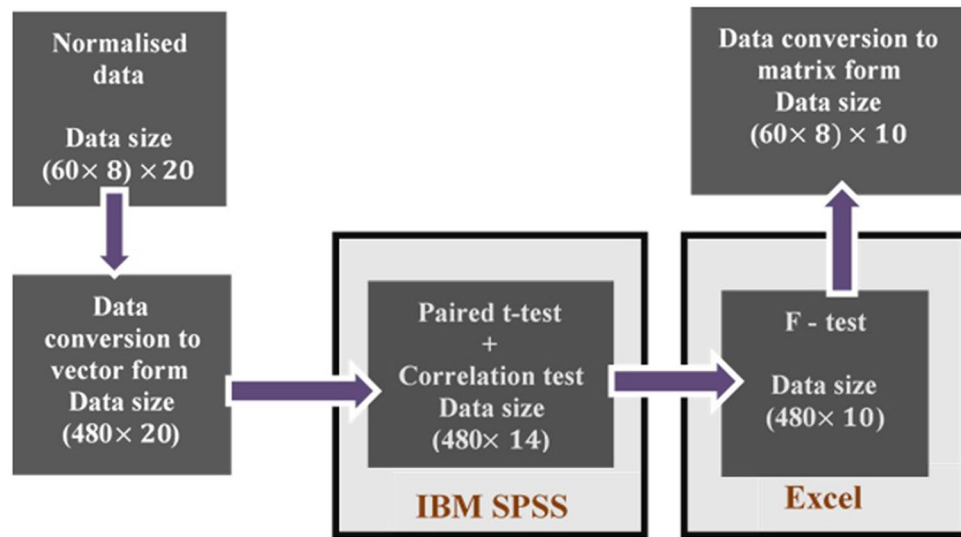 Normalised
data
Data size
(60× 8) × 20
Data
conversion to
vector form
Data size
(480× 20)
Paired t-test
+
Correlation test
Data size
(480× 14)
IBM SPSS
F - test
Data size
(480× 10)
Excel
Data conversion to
matrix form
Data size
(60× 8) × 10